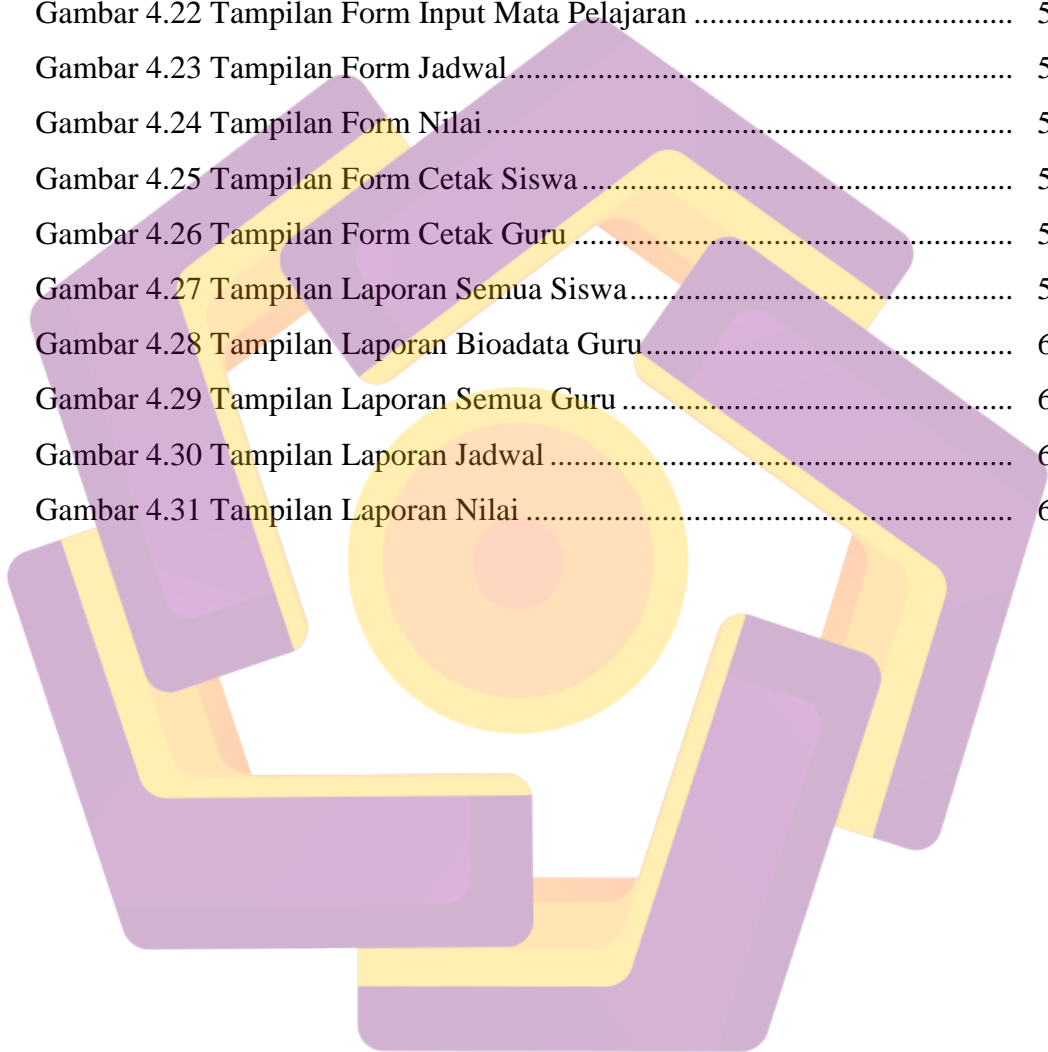 Gambar 4.22 Tampilan Form Input Mata Pelajaran ..................................... 5
Gambar 4.23 Tampilan Form Jadwal.......................................................... 5
Gambar 4.24 Tampilan Form Nilai............................................................. 5
Gambar 4.25 Tampilan Form Cetak Siswa.................................................. 5
Gambar 4.26 Tampilan Form Cetak Guru ................................................... 5
Gambar 4.27 Tampilan Laporan Semua Siswa............................................ 5
Gambar 4.28 Tampilan Laporan Bioadata Guru........................................... 6
Gambar 4.29 Tampilan Laporan Semua Guru ............................................. 6
Gambar 4.30 Tampilan Laporan Jadwal ...................................................... 6
Gambar 4.31 Tampilan Laporan Nilai ......................................................... 6